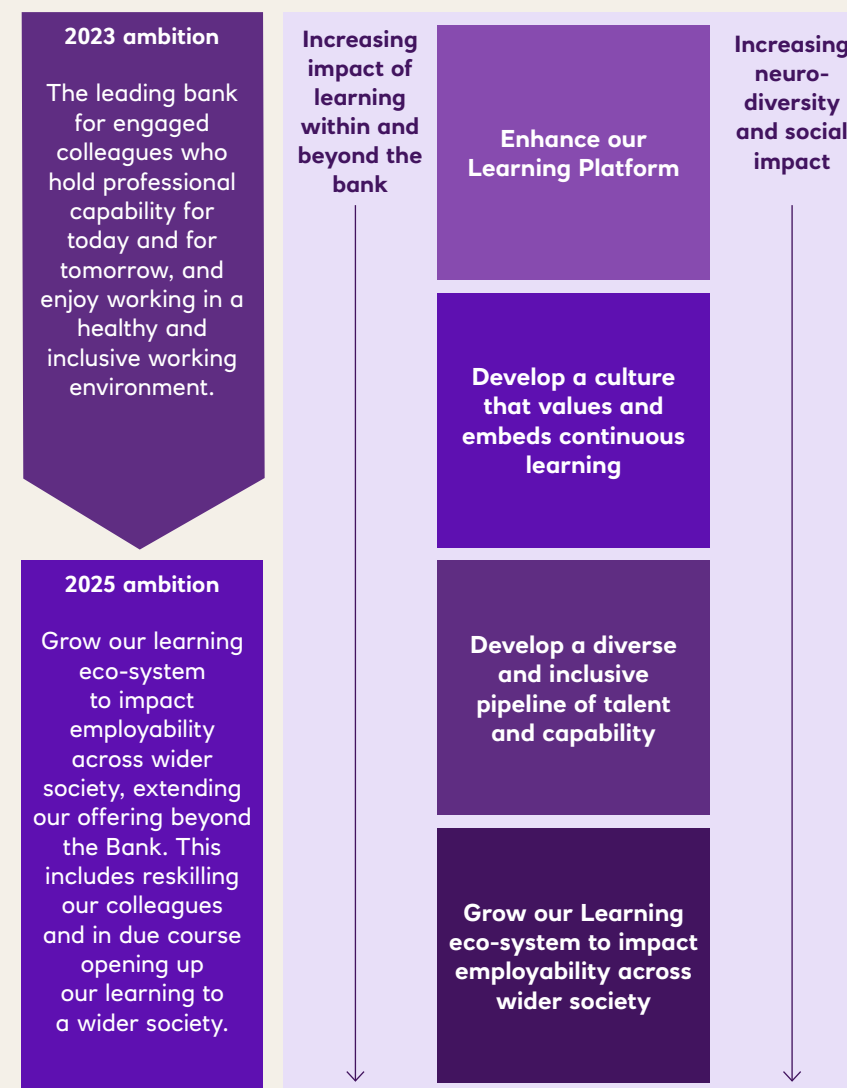 2023 ambition
The leading bank
for engaged
colleagues who
hold professional
capability for
today and for
tomorrow, and
enjoy working in a
healthy and
inclusive working
environment.
2025 ambition
Grow our learning
eco-system
to impact
employability
across wider
society, extending
our offering beyond
the Bank. This
includes reskilling
our colleagues
and in due course
opening up
our learning to
a wider society.
Increasing
impact of
learning
within and
beyond the
bank
Enhance our
Learning Platform
Develop a culture
that values and
embeds continuous
learning
Develop a diverse
and inclusive
pipeline of talent
and capability
Grow our Learning
eco-system to impact
employability across
wider society
Increasing
neuro-
diversity
and social
impact